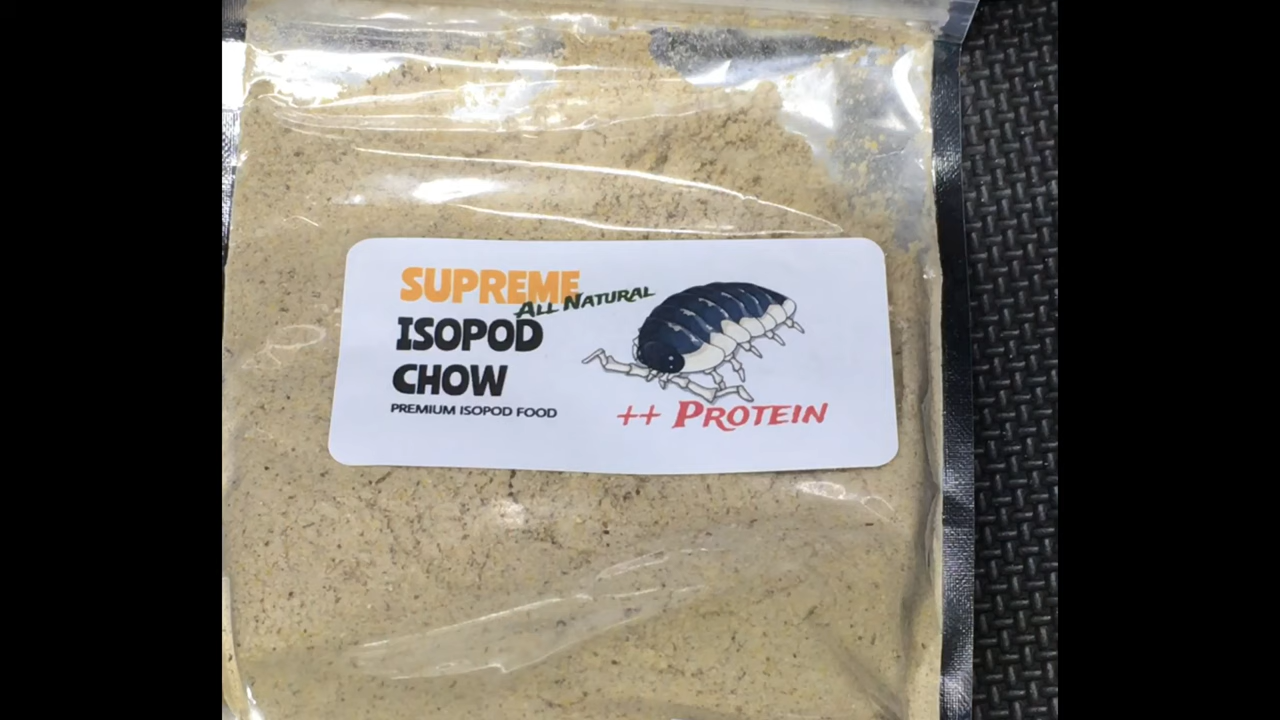 SUPREME
ALL NATURAL
ISOPOD
CHOW
PREMIUM ISOPOD FOOD
++ PROTEIN